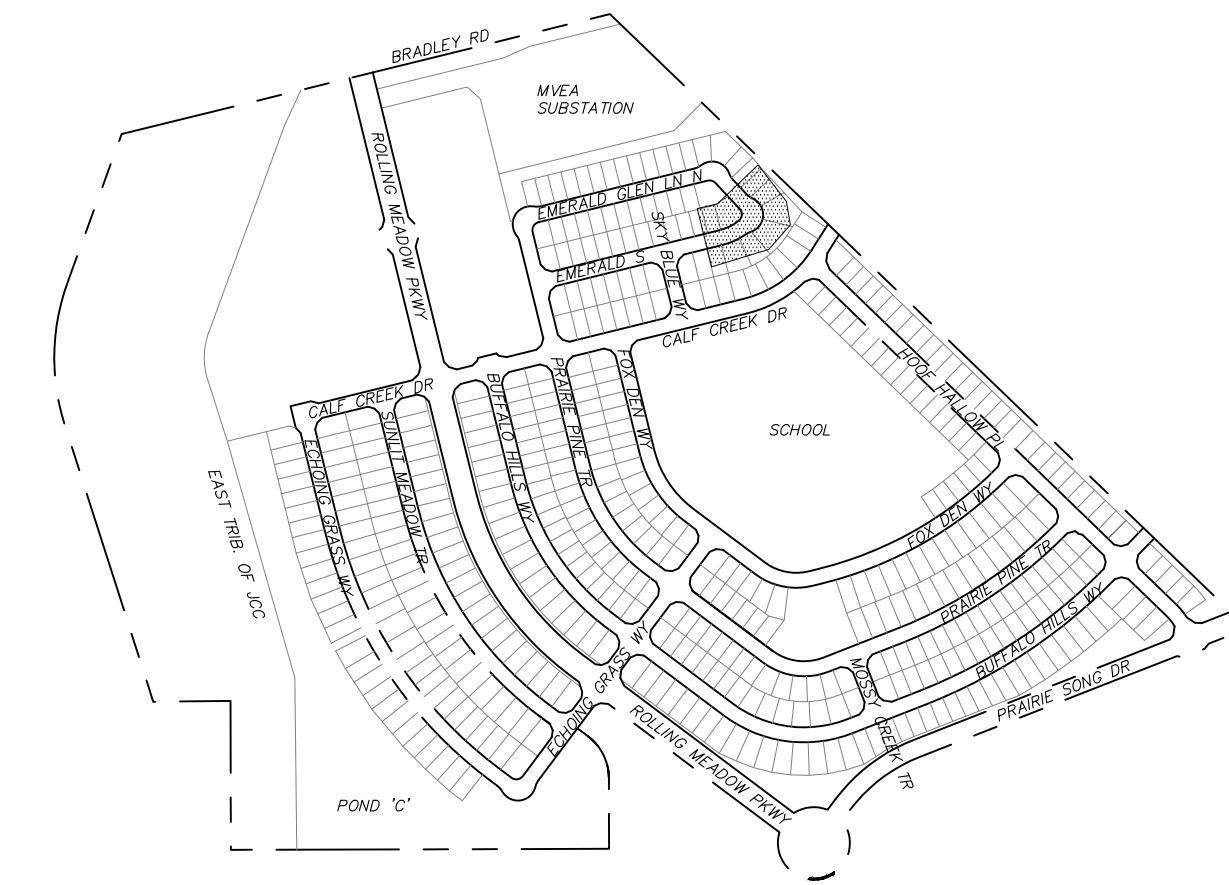 BRADLEY RD
MVEA
SUBSTATION
ROLLING MEADOW PKWY
EMERALD GLEN LN N
SKY BLUE WY
EMERALD S
CALF CREEK DR
CALF CREEK DR
HOOF HALLOW PL
SCHOOL
FOX DEN WY
PRAIRIE PINE TR
BUFFALO HILLS WY
SUNLIT MEADOW TR
ECHOING GRASS WY
EAST TRIB. OF JCC
FOX DEN WY
PRAIRIE PINE TR
BUFFALO HILLS WY
MOSSY CREEK TR
PRAIRIE SONG DR
ECHOING GRASS WY
ROLLING MEADOW PKWY
POND 'C'